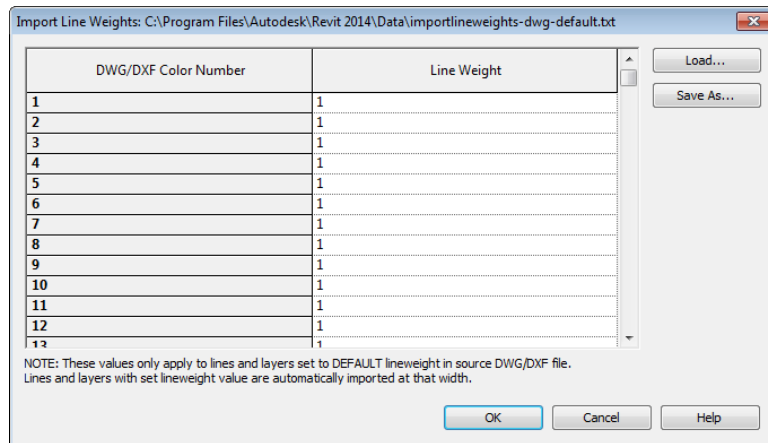 Import Line Weights: C:\Program Files\Autodesk\Revit 2014\Data\importlineweights-dwg-default.txt
DWG/DXF Color Number Line Weight
1 1
2 1
3 1
4 1
5 1
6 1
7 1
8 1
9 1
10 1
11 1
12 1
13 1
Load...
Save As...
NOTE: These values only apply to lines and layers set to DEFAULT lineweight in source DWG/DXF file.
Lines and layers with set lineweight value are automatically imported at that width.
OK Cancel Help